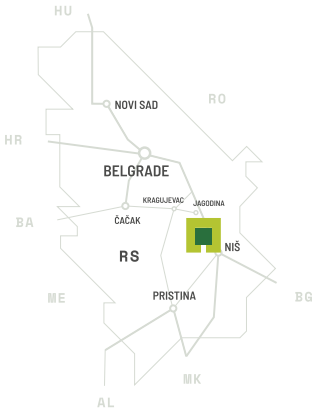 HU
RO
NOVI SAD
HR
BELGRADE
KRAGUJEVAC
JAGODINA
BA
ČAČAK
NIŠ
RS
ME
PRISTINA
BG
MK
AL